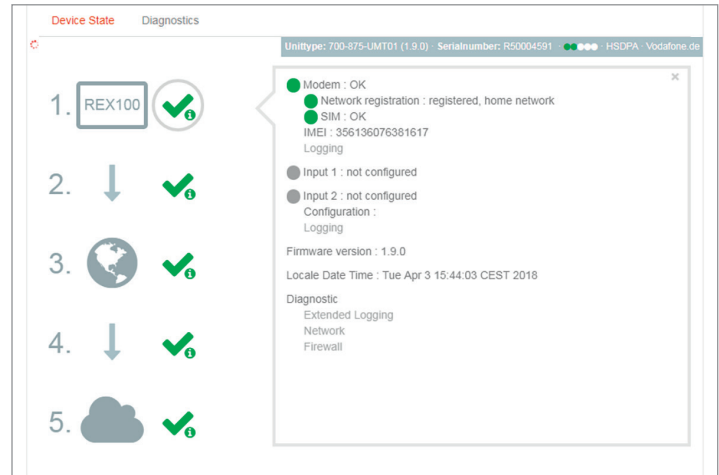 Device State Diagnostics
Unittype: 700-875-UMT01 (1.9.0) · Serialnumber: R50004591 · HSDPA · Vodafone.de
1. REX100
Modem : OK
Network registration : registered, home network
SIM : OK
IMEI : 356136076381617
Logging
Input 1 : not configured
Input 2 : not configured
Configuration :
Logging
Firmware version : 1.9.0
Locale Date Time : Tue Apr 3 15:44:03 CEST 2018
Diagnostic
Extended Logging
Network
Firewall
2.
3.
4.
5.